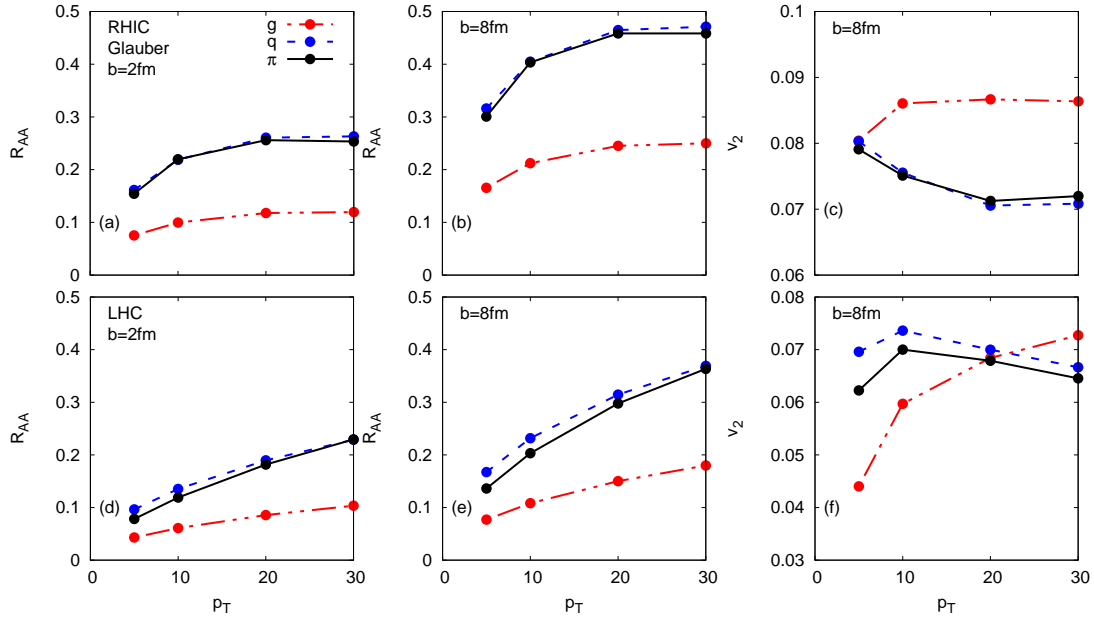 0.5
0.4
0.3
0.2
0.1
0
R_AA
RHIC
Glauber
b=2fm
g
q
π
(a)
0.5
0.4
0.3
0.2
0.1
0
R_AA
b=8fm
(b)
0.1
0.09
0.08
0.07
0.06
v_2
b=8fm
(c)
0.5
0.4
0.3
0.2
0.1
0
R_AA
LHC
b=2fm
(d)
0 10 20 30
p_T
0.5
0.4
0.3
0.2
0.1
0
R_AA
b=8fm
(e)
0 10 20 30
p_T
0.08
0.07
0.06
0.05
0.04
0.03
v_2
b=8fm
(f)
0 10 20 30
p_T